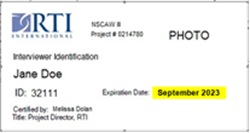 RTI
INTERNATIONAL
NSCAW III
Project # 0214780
PHOTO
Interviewer Identification
Jane Doe
ID: 32111
Expiration Date: September 2023
Certified by: Melissa Dolan
Title: Project Director, RTI